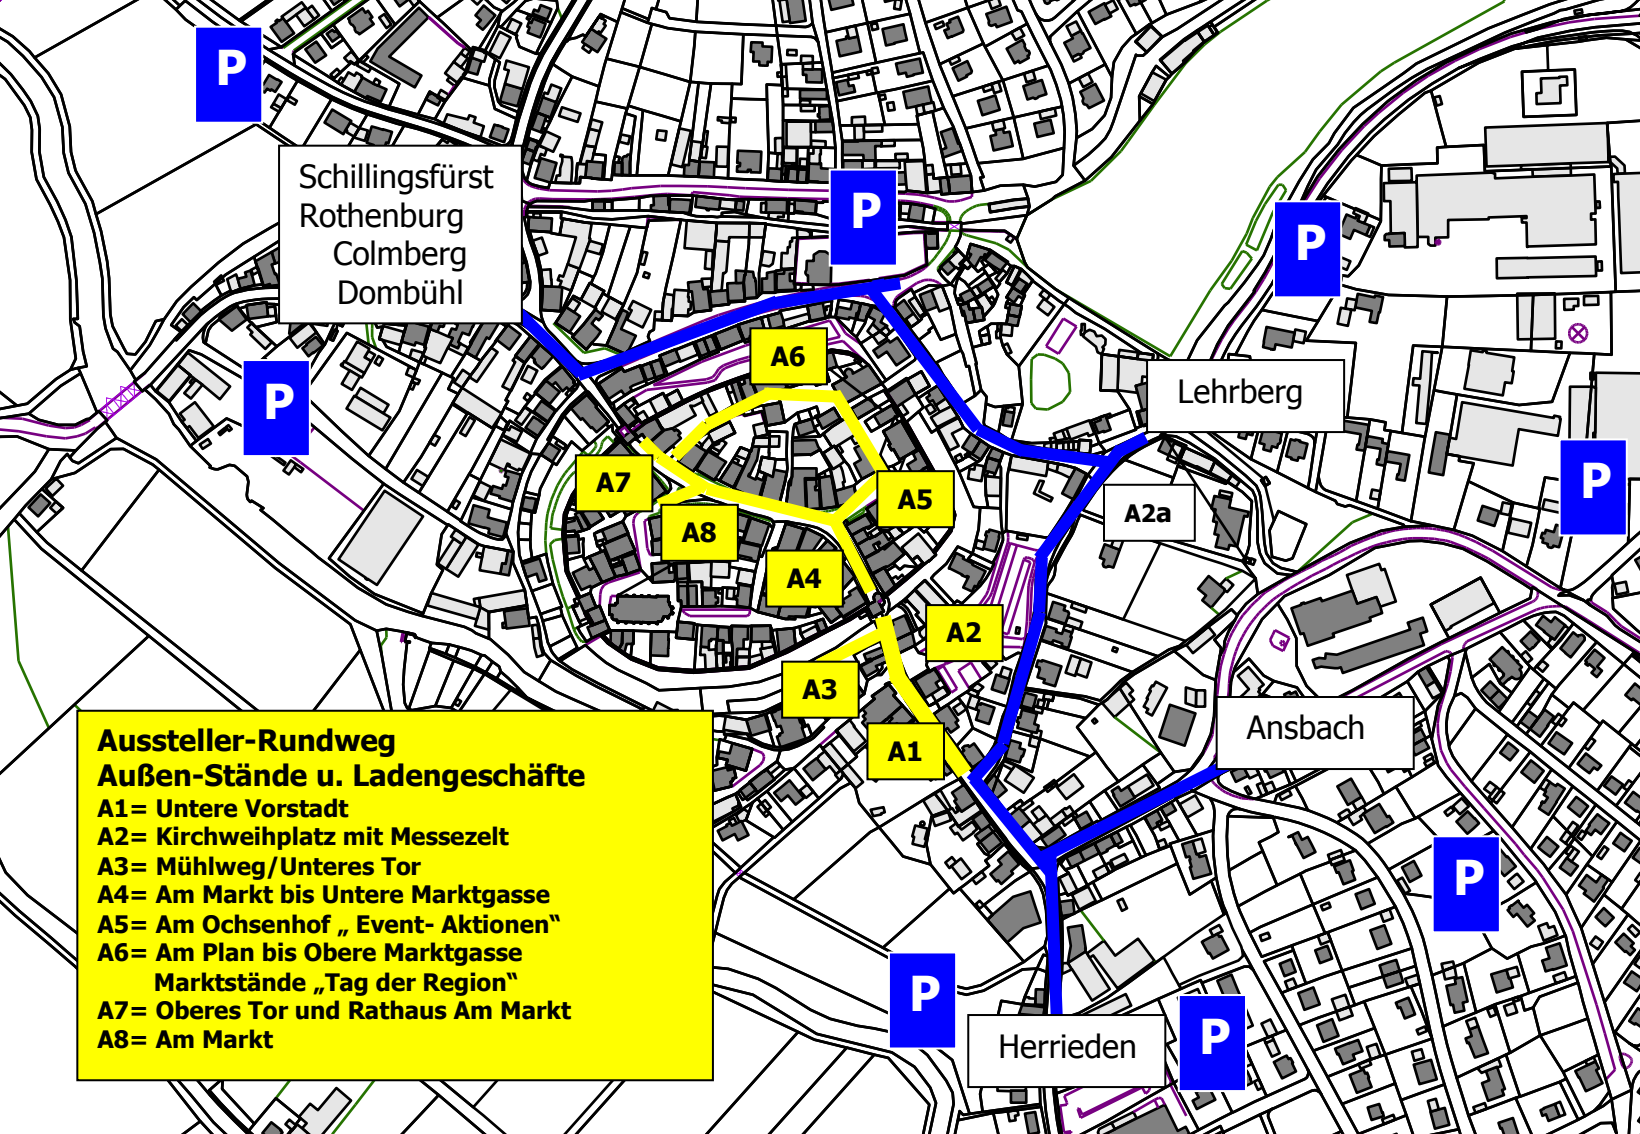 P
Schillingsfürst
Rothenburg
Colmberg
Dombühl
P
P
P
A6
Lehrberg
P
A7
A5
A2a
A8
A4
A2
A3
A1
Ansbach
Aussteller-Rundweg
Außen-Stände u. Ladengeschäfte
A1= Untere Vorstadt
A2= Kirchweihplatz mit Messezelt
A3= Mühlweg/Unteres Tor
A4= Am Markt bis Untere Marktgasse
A5= Am Ochsenhof „ Event- Aktionen“
A6= Am Plan bis Obere Marktgasse
Marktstände „Tag der Region“
A7= Oberes Tor und Rathaus Am Markt
A8= Am Markt
P
P
Herrieden
P